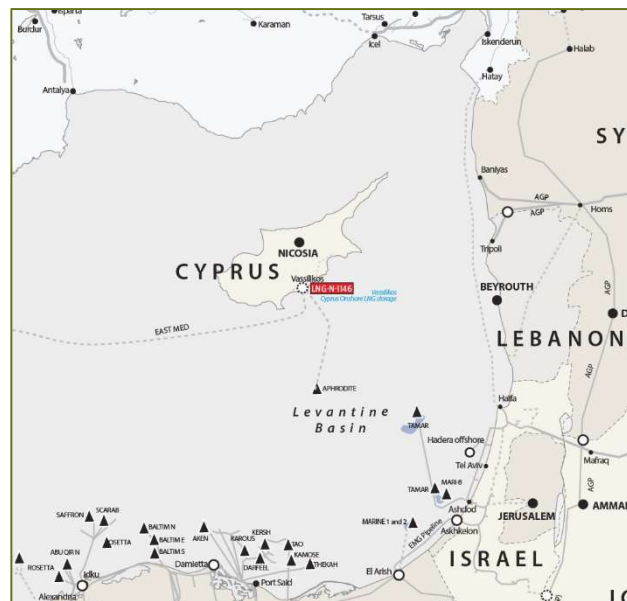 Burdur
Karaman
Tarsus
Icel
Iskenderun
Antalya
Hatay
Halab
SY
Baniyas
AGP
AGP
Homs
Tripoli
NICOSIA
CYPRUS
Vassilikos
LNG-N-1146
Vassilikos
Cyprus Onshore LNG storage
BEYROUTH
AGP
D
EAST MED
LEBANON
APHRODITE
Levantine
Basin
TAMAR
Haifa
Hadera offshore
Mafraq
Tel Aviv
TAMAR
MARI-B
AGP
Ashdod
JERUSALEM
AMMA
SAFFRON
SCARAB
BALTIM N
AKEN
KERSH
MARINE 1 and 2
EMG Pipeline
Ashkelon
ROSETTA
BALTIM E
KAROUS
TAO
ABU QIR N
BALTIM S
DARFEEL
KAMOSE
ISRAEL
ROSETTA
Idku
Damietta
THEKAH
El Arish
Port Said
Alexandria